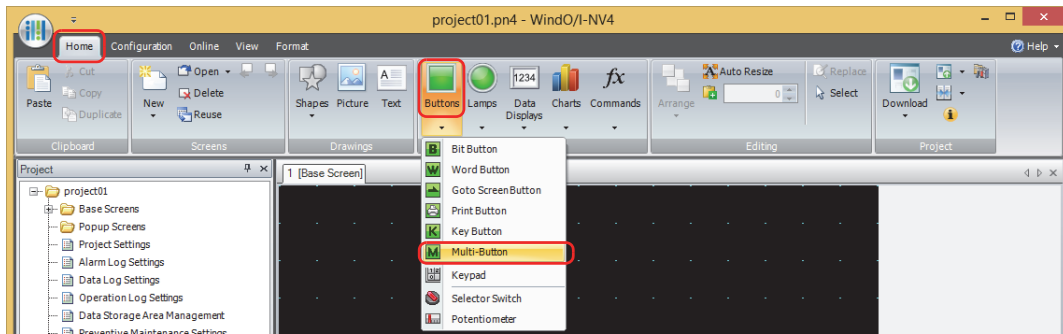 project01.pn4 - WindO/I-NV4
Home Configuration Online View Format Help
Paste
Cut
Copy
Duplicate
Clipboard
New
Open
Delete
Reuse
Screens
Shapes Picture Text
Drawings
Buttons Lamps Data Displays Charts Commands
1234
fx
Arrange
Auto Resize
0
Replace
Select
Editing
Download
Project
Project
project01
Base Screens
Popup Screens
Project Settings
Alarm Log Settings
Data Log Settings
Operation Log Settings
Data Storage Area Management
Preventive Maintenance Settings
1 [Base Screen]
B Bit Button
W Word Button
Goto Screen Button
Print Button
K Key Button
M Multi-Button
Keypad
Selector Switch
Potentiometer